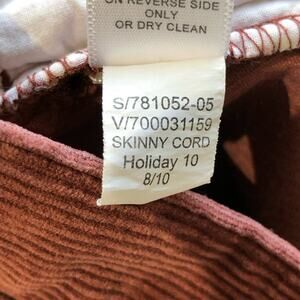 ON REVERSE SIDE
ONLY
OR DRY CLEAN
S/781052-05
V/700031159
SKINNY CORD
Holiday 10
8/10